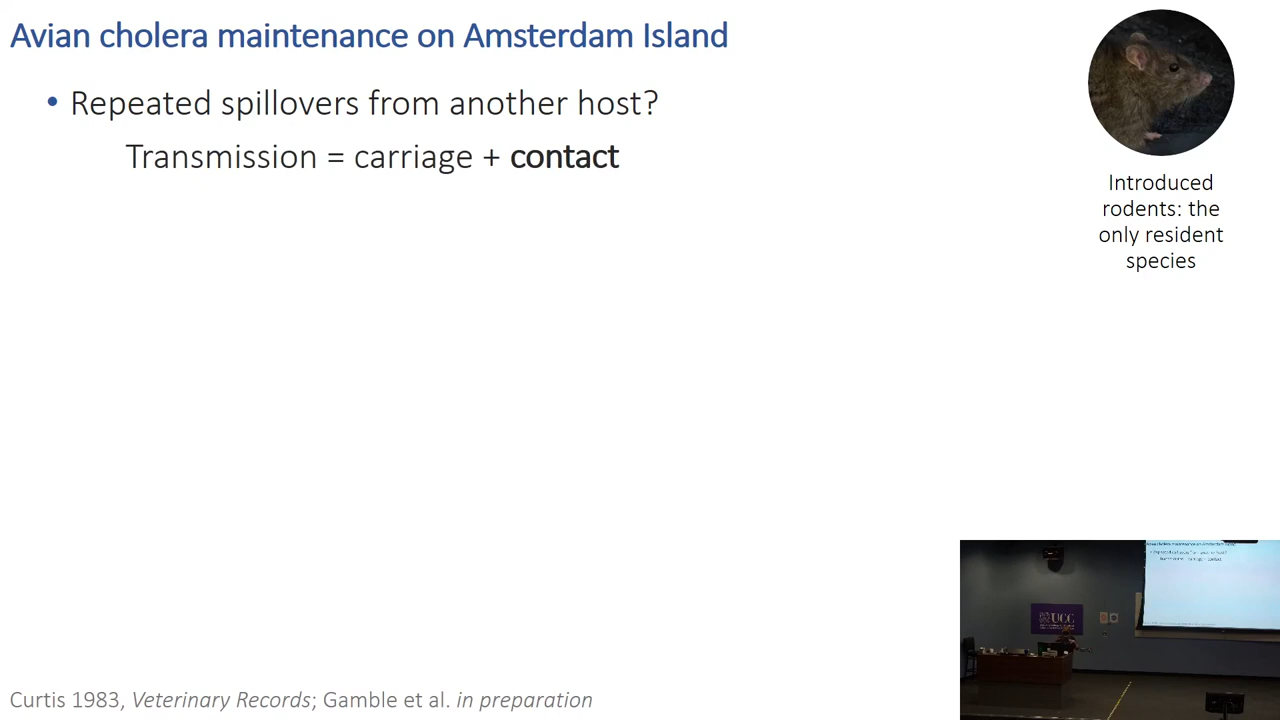 Avian cholera maintenance on Amsterdam Island
• Repeated spillovers from another host?
Transmission = carriage + contact
Introduced
rodents: the
only resident
species
UCC
Curtis 1983, Veterinary Records; Gamble et al. in preparation